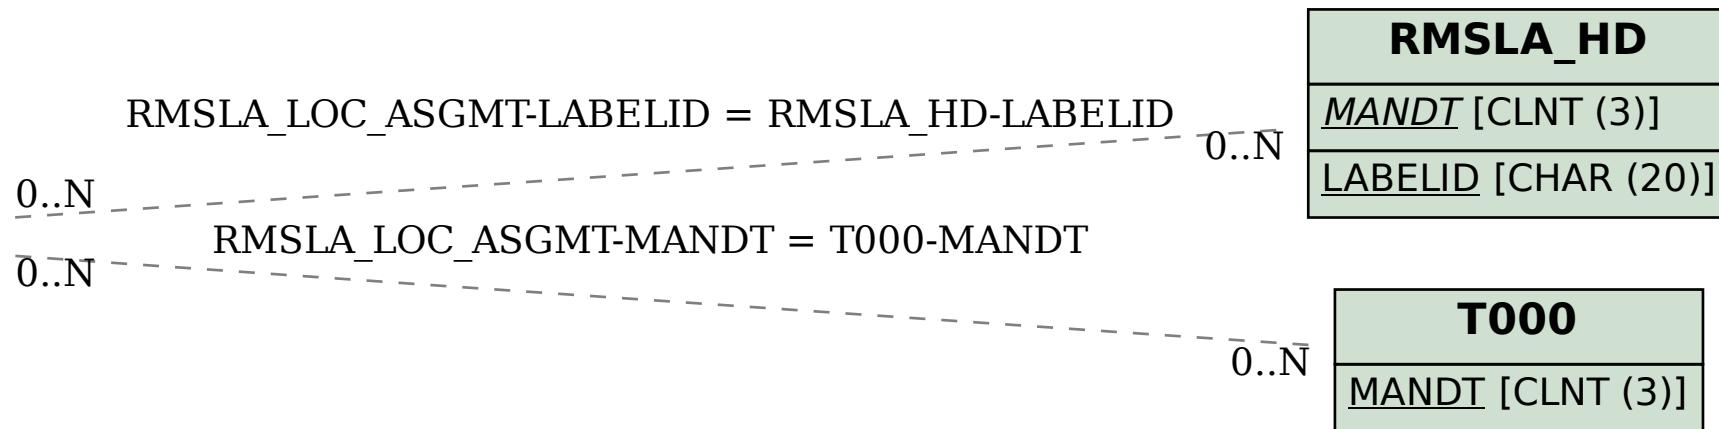 RMSLA_HD
RMSLA_LOC_ASGMT-LABELID = RMSLA_HD-LABELID
MANDT [CLNT (3)]
0..N
LABELID [CHAR (20)]
0..N
RMSLA_LOC_ASGMT-MANDT = T000-MANDT
0..N
T000
0..N
MANDT [CLNT (3)]